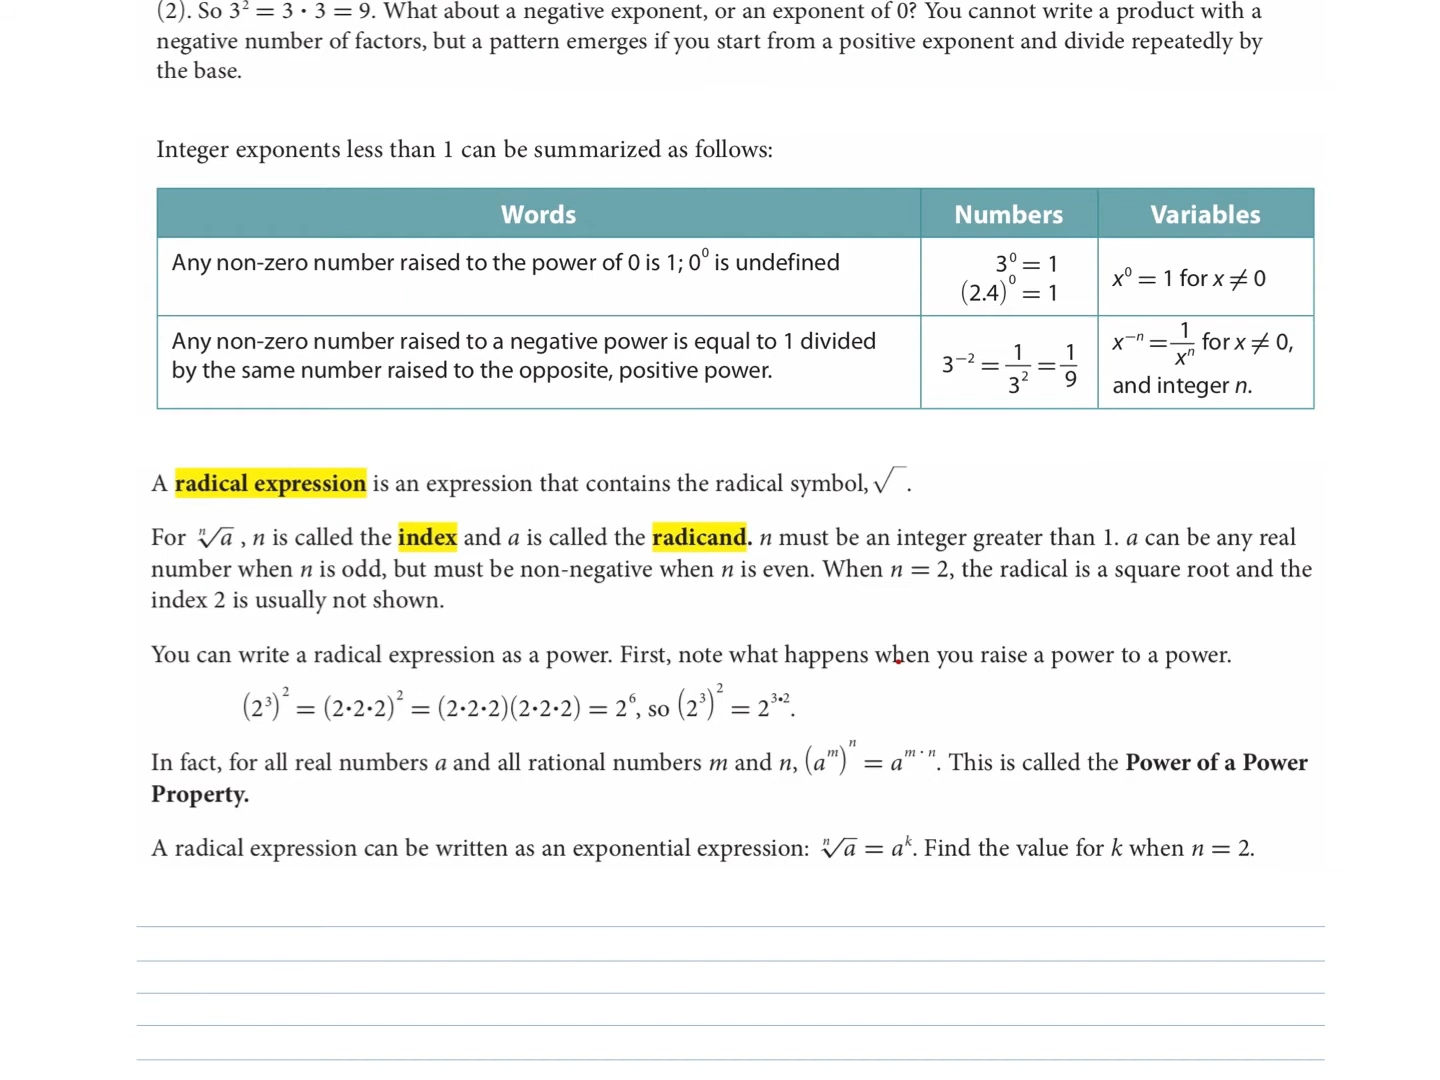 (2). So 3² = 3 · 3 = 9. What about a negative exponent, or an exponent of 0? You cannot write a product with a
negative number of factors, but a pattern emerges if you start from a positive exponent and divide repeatedly by
the base.
Integer exponents less than 1 can be summarized as follows:
Words Numbers Variables
Any non-zero number raised to the power of 0 is 1; 0⁰ is undefined
3⁰ = 1
(2.4)⁰ = 1
x⁰ = 1 for x ≠ 0
Any non-zero number raised to a negative power is equal to 1 divided
by the same number raised to the opposite, positive power.
3⁻² = 1/3² = 1/9
x⁻ⁿ = 1/xⁿ for x ≠ 0,
and integer n.
A radical expression is an expression that contains the radical symbol, √ .
For ⁿ√a , n is called the index and a is called the radicand. n must be an integer greater than 1. a can be any real
number when n is odd, but must be non-negative when n is even. When n = 2, the radical is a square root and the
index 2 is usually not shown.
You can write a radical expression as a power. First, note what happens when you raise a power to a power.
(2³)² = (2·2·2)² = (2·2·2)(2·2·2) = 2⁶, so (2³)² = 2³•².
In fact, for all real numbers a and all rational numbers m and n, (aᵐ)ⁿ = aᵐ · ⁿ. This is called the Power of a Power
Property.
A radical expression can be written as an exponential expression: ⁿ√a = aᵏ. Find the value for k when n = 2.